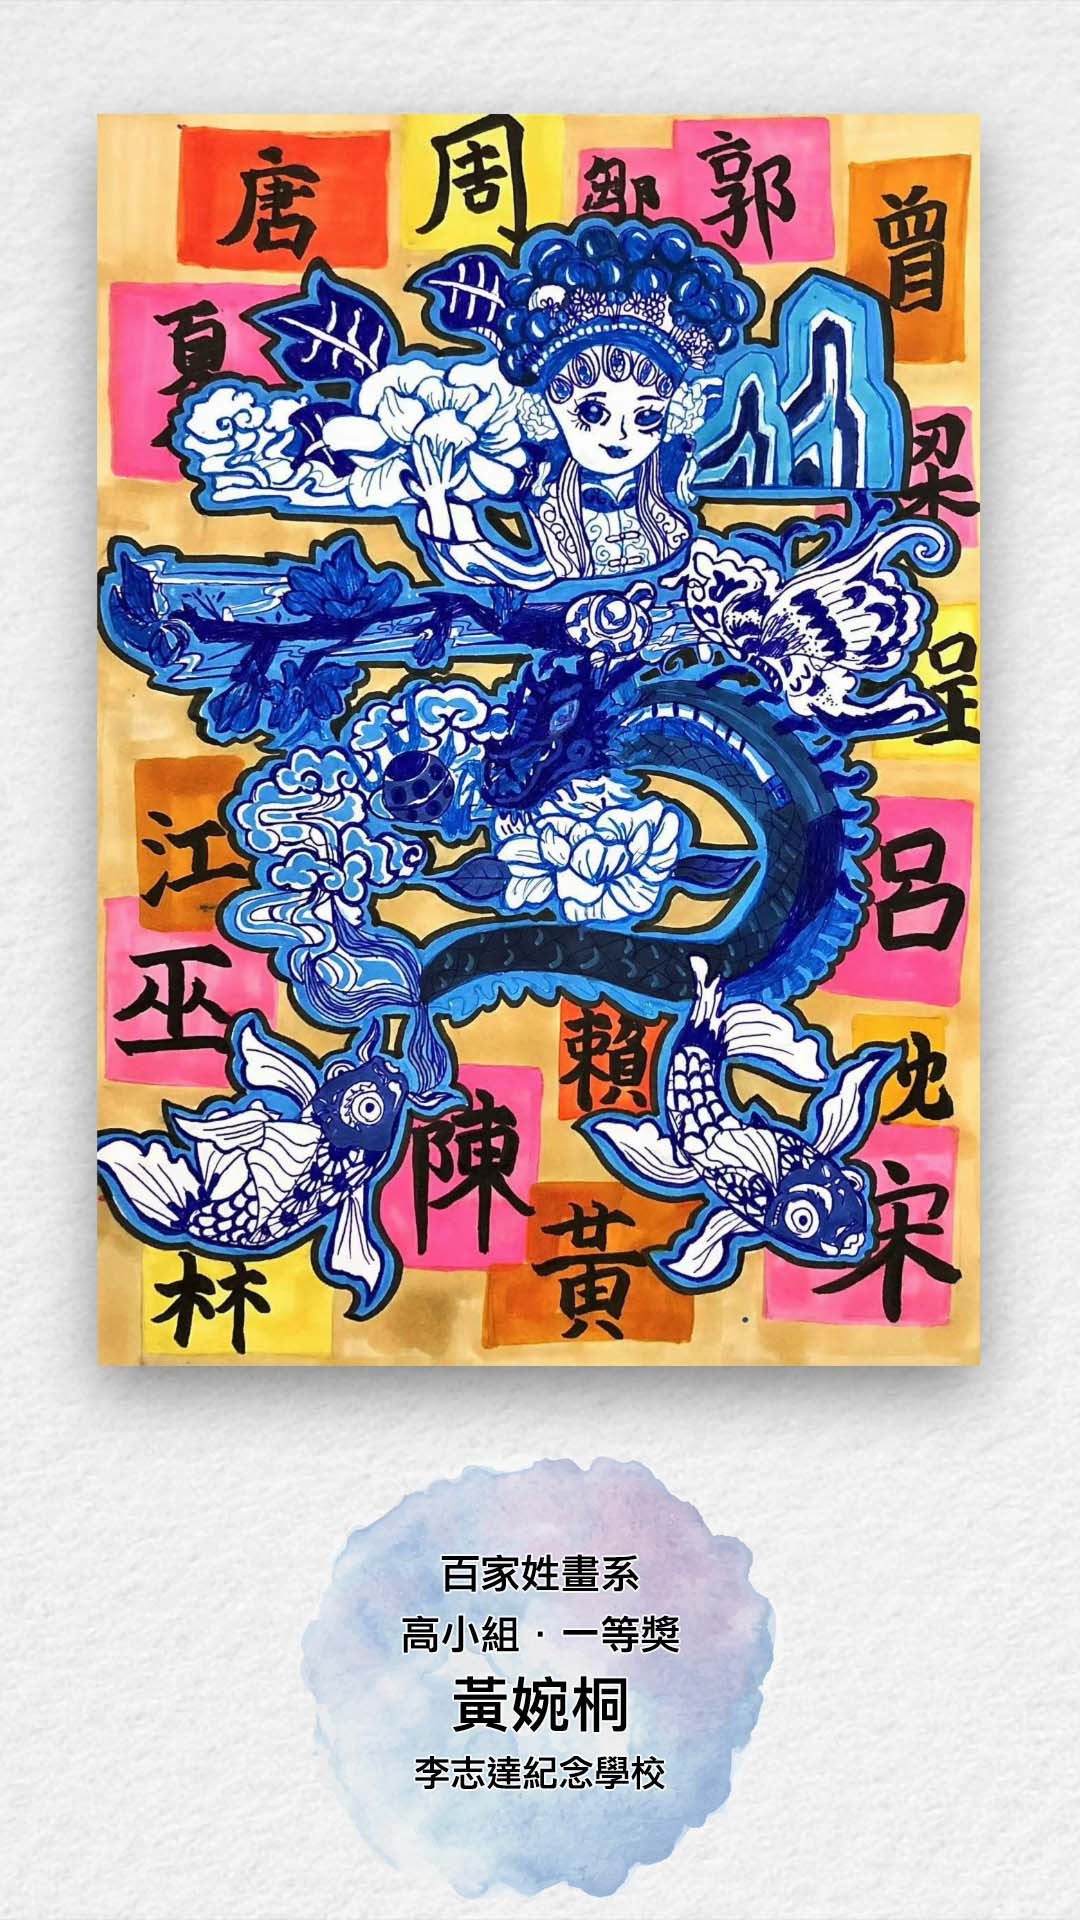 唐
周
鄒
郭
曾
夏
梁
呈
江
呂
巫
賴
沈
陳
宋
黃
林
百家姓畫系
高小組·一等獎
黃婉桐
李志達紀念學校